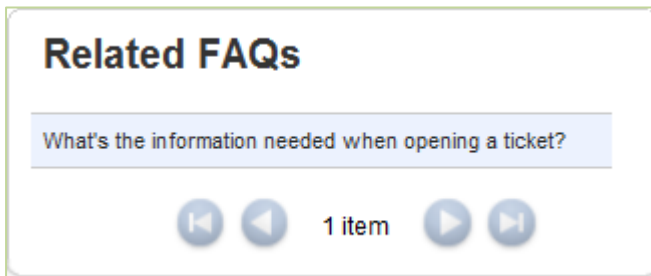 Related FAQs
What's the information needed when opening a ticket?
1 item